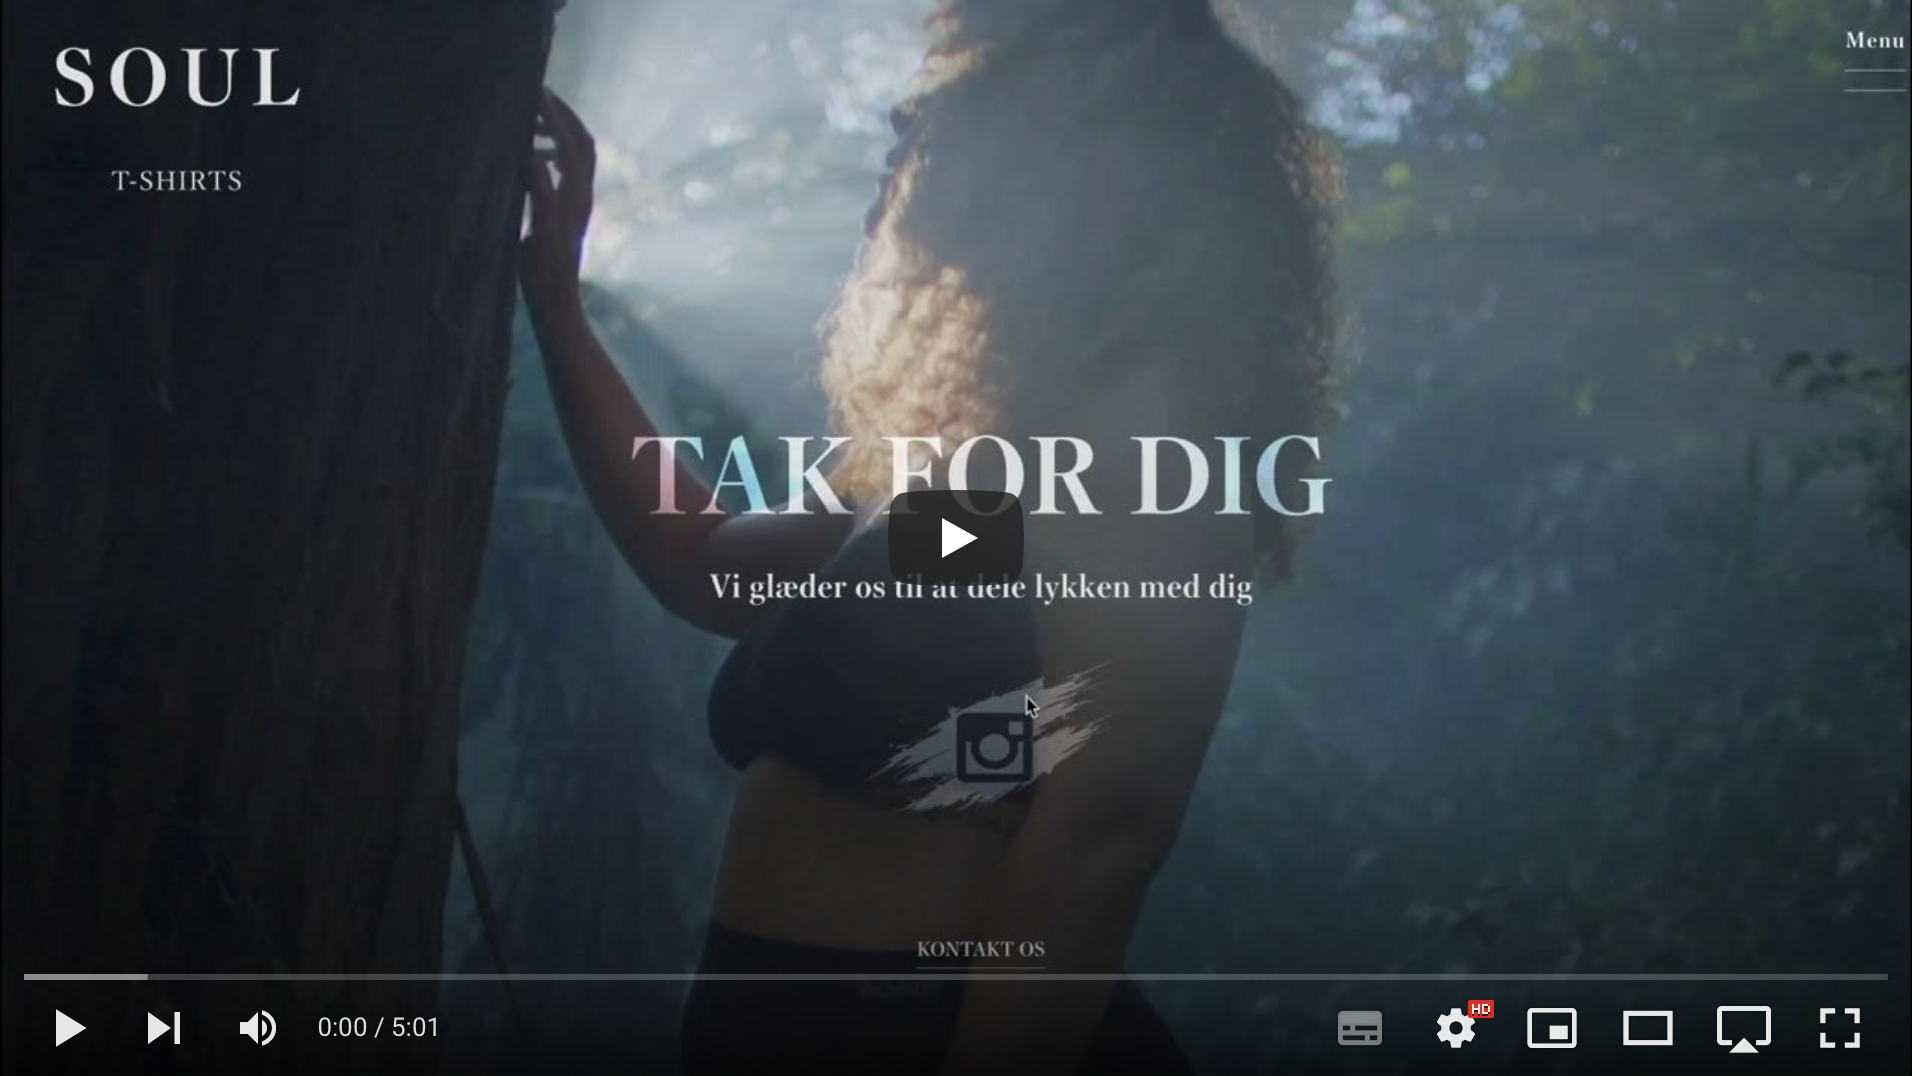 SOUL
Menu
T-SHIRTS
TAK FOR DIG
Vi glæder os til at dele lykken med dig
KONTAKT OS
0:00 / 5:01
HD